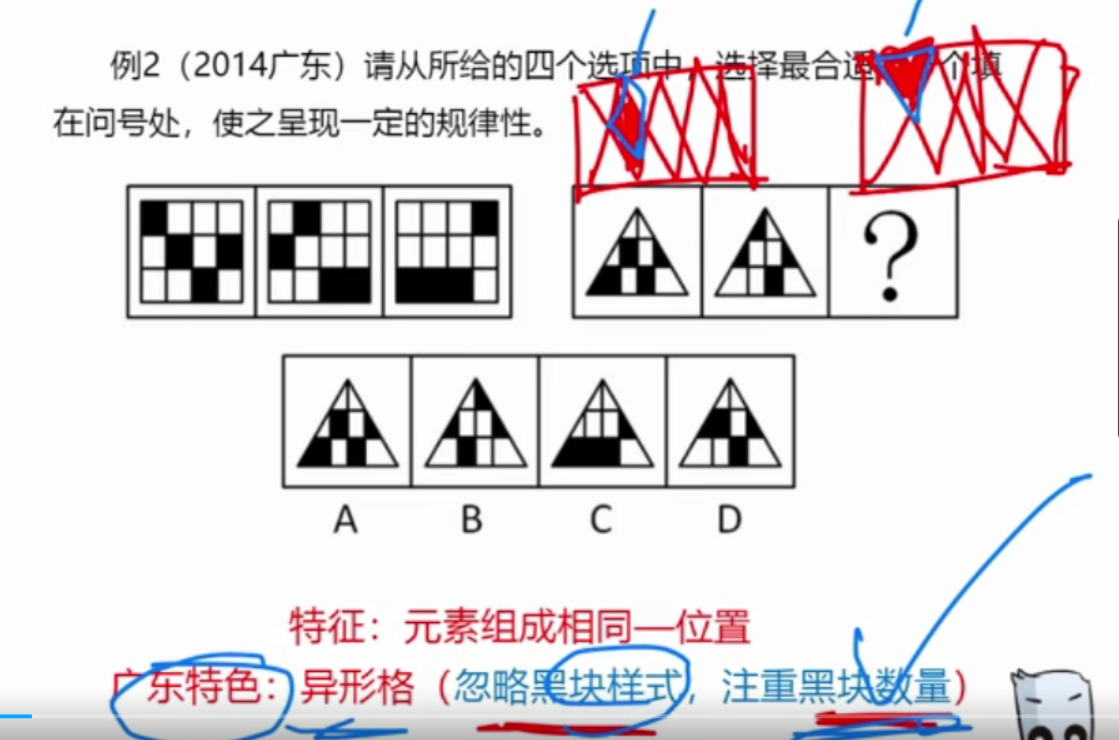 例2（2014广东）请从所给的四个选项中，选择最合适 个填
在问号处，使之呈现一定的规律性。
?
A B C D
特征：元素组成相同—位置
广东特色：异形格（忽略黑块样式，注重黑块数量）